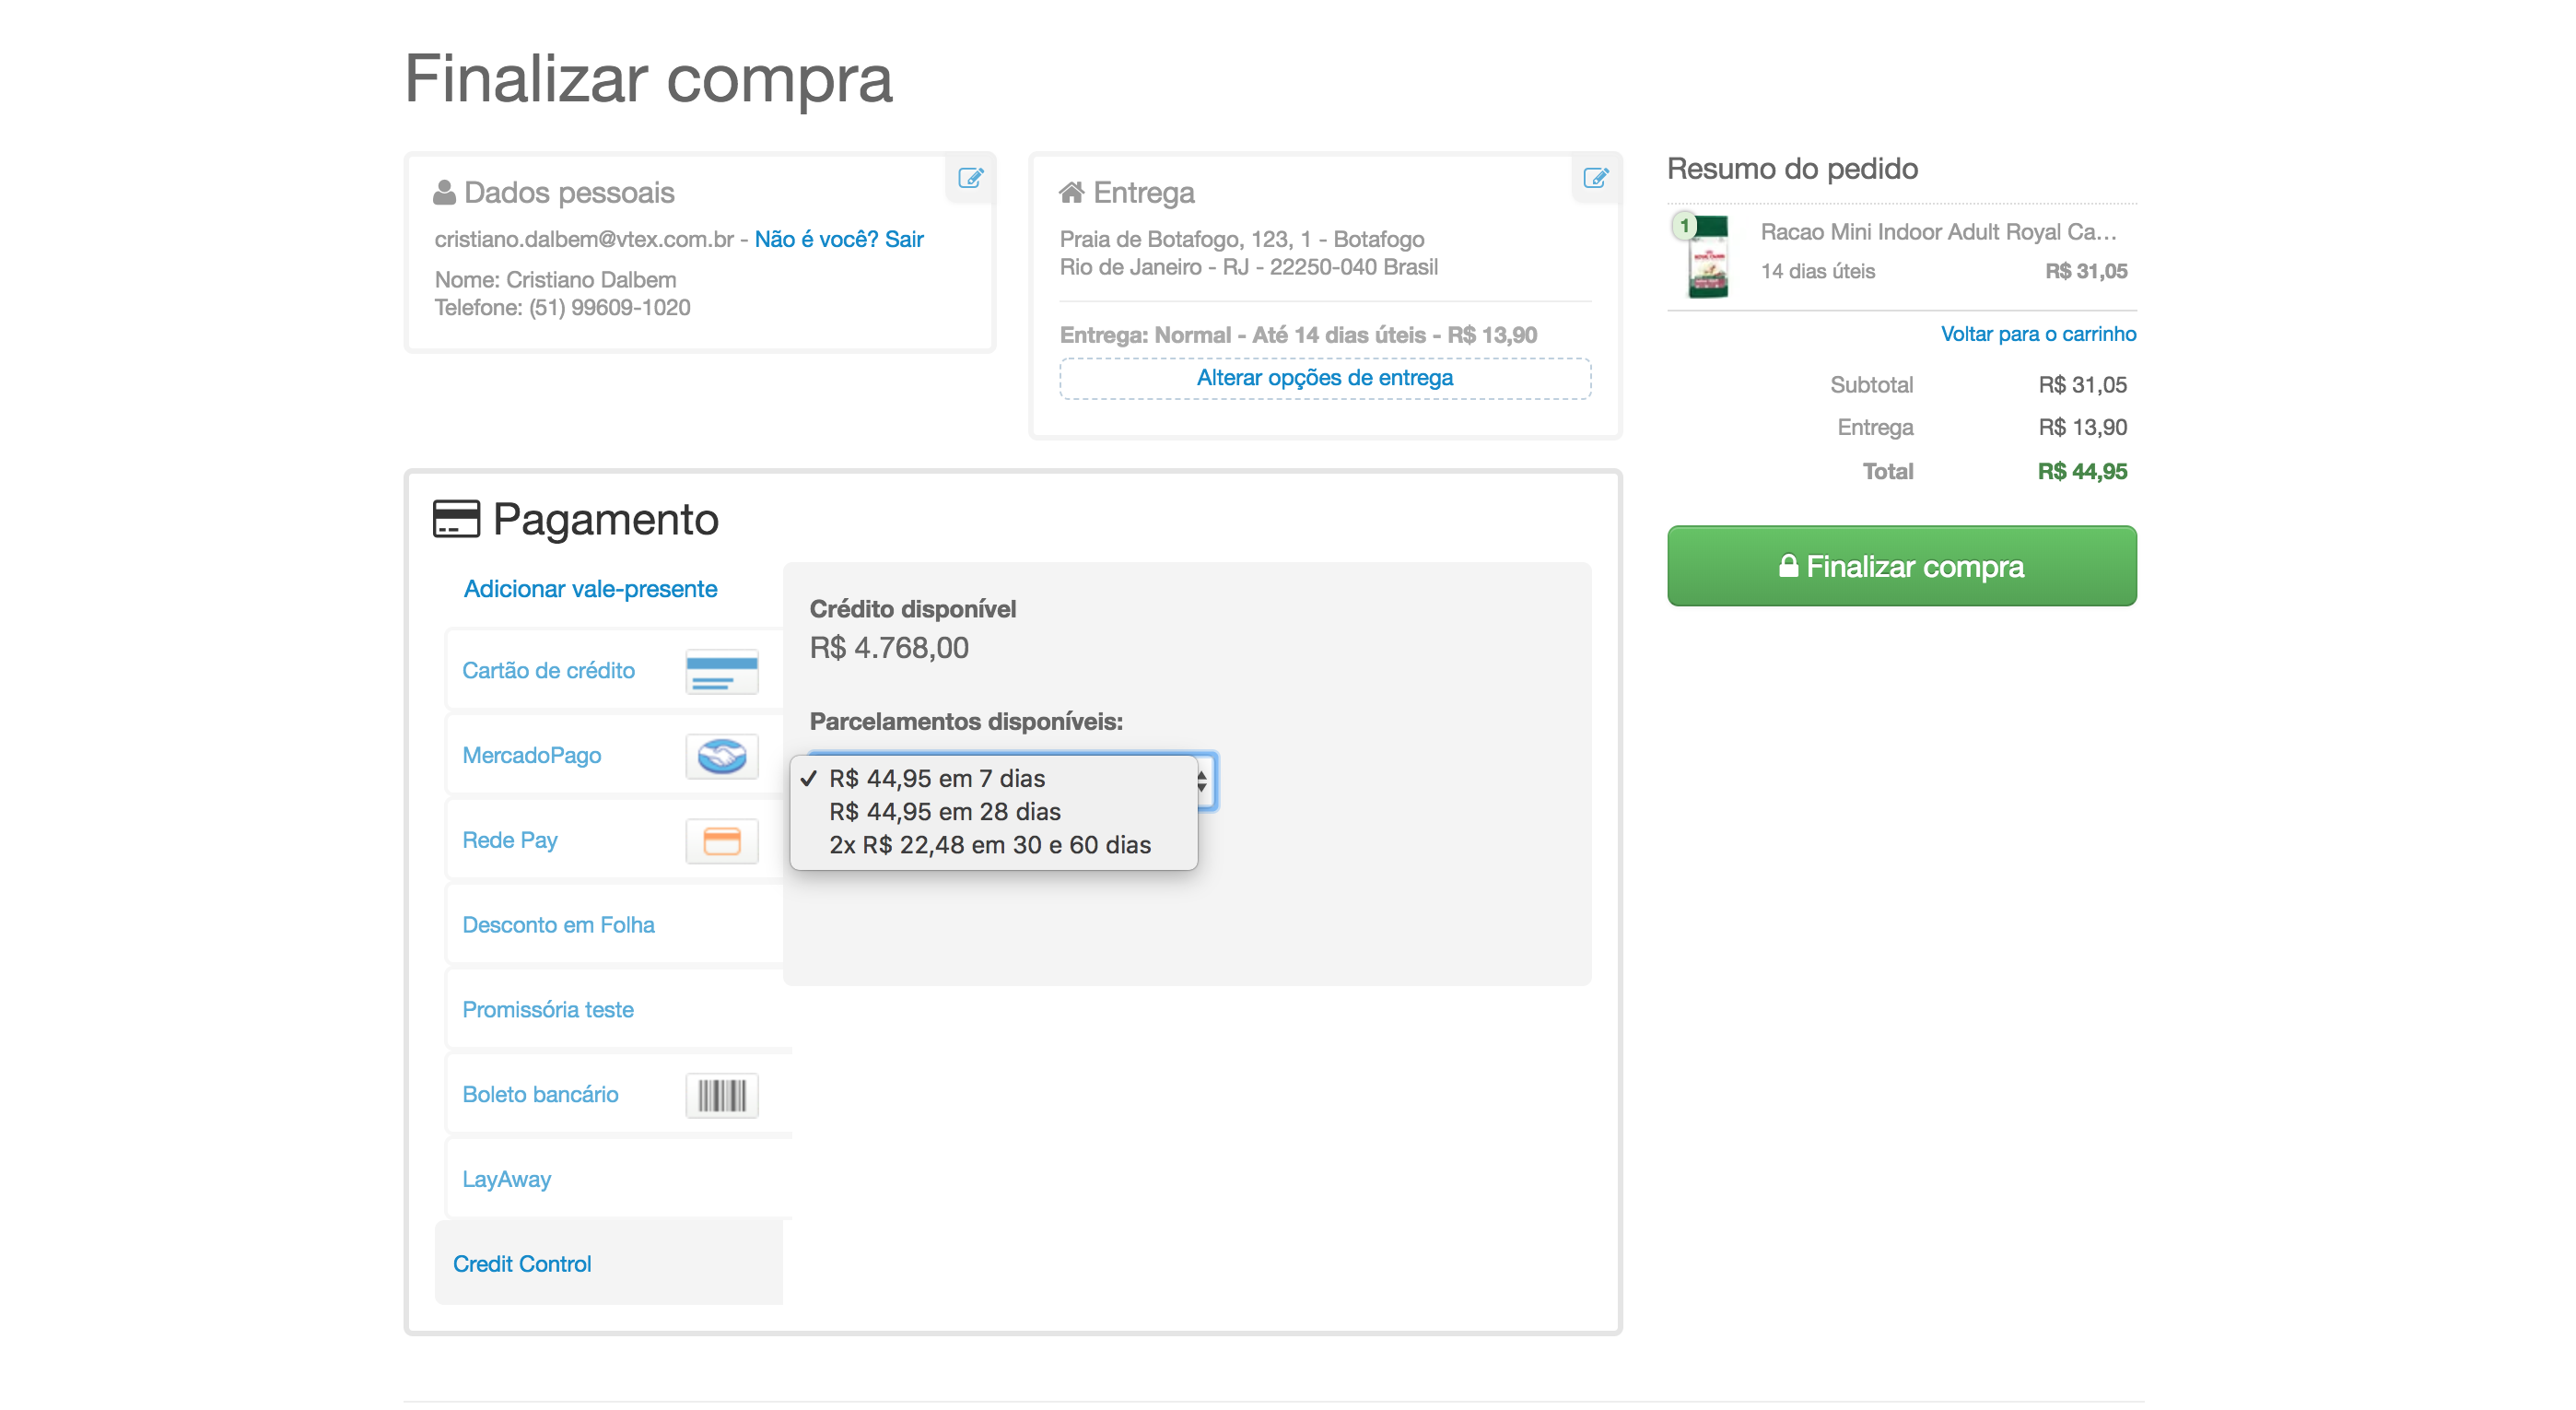 Finalizar compra
Dados pessoais
cristiano.dalbem@vtex.com.br - Não é você? Sair
Nome: Cristiano Dalbem
Telefone: (51) 99609-1020
Entrega
Praia de Botafogo, 123, 1 - Botafogo
Rio de Janeiro - RJ - 22250-040 Brasil
Entrega: Normal - Até 14 dias úteis - R$ 13,90
Alterar opções de entrega
Resumo do pedido
1
Racao Mini Indoor Adult Royal Ca...
14 dias úteis R$ 31,05
Voltar para o carrinho
Subtotal R$ 31,05
Entrega R$ 13,90
Total R$ 44,95
Finalizar compra
Pagamento
Adicionar vale-presente
Cartão de crédito
MercadoPago
Rede Pay
Desconto em Folha
Promissória teste
Boleto bancário
LayAway
Credit Control
Crédito disponível
R$ 4.768,00
Parcelamentos disponíveis:
✓ R$ 44,95 em 7 dias
R$ 44,95 em 28 dias
2x R$ 22,48 em 30 e 60 dias